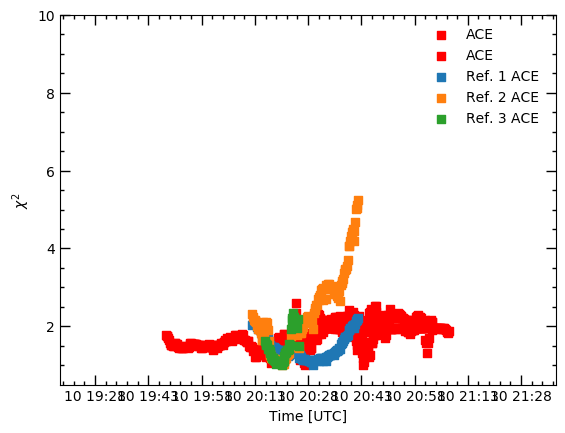 10
8
6
4
2
χ²
ACE
ACE
Ref. 1 ACE
Ref. 2 ACE
Ref. 3 ACE
10 19:28 10 19:43 10 19:58 10 20:13 10 20:28 10 20:43 10 20:58 10 21:13 10 21:28
Time [UTC]